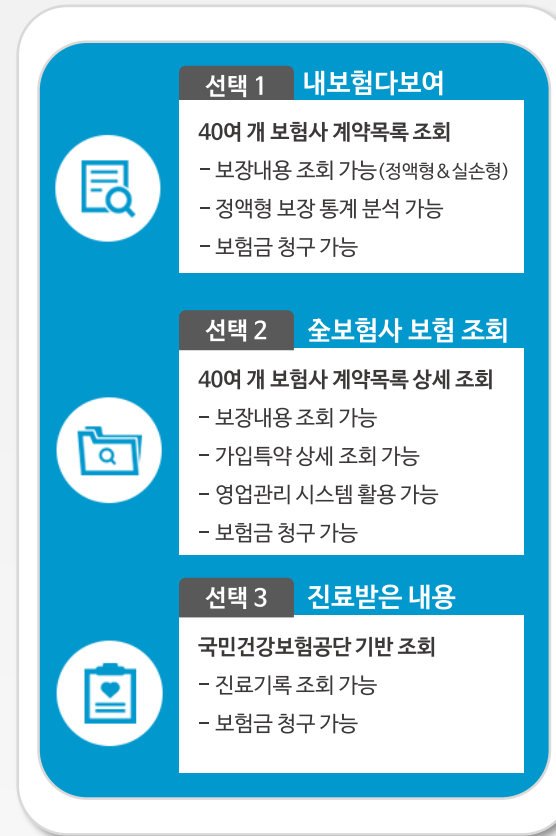 선택 1 내보험다보여
40여 개 보험사 계약목록 조회
- 보장내용 조회 가능(정액형&실손형)
- 정액형 보장 통계 분석 가능
- 보험금 청구 가능
선택 2 全보험사 보험 조회
40여 개 보험사 계약목록 상세 조회
- 보장내용 조회 가능
- 가입특약 상세 조회 가능
- 영업관리 시스템 활용 가능
- 보험금 청구 가능
선택 3 진료받은 내용
국민건강보험공단 기반 조회
- 진료기록 조회 가능
- 보험금 청구 가능